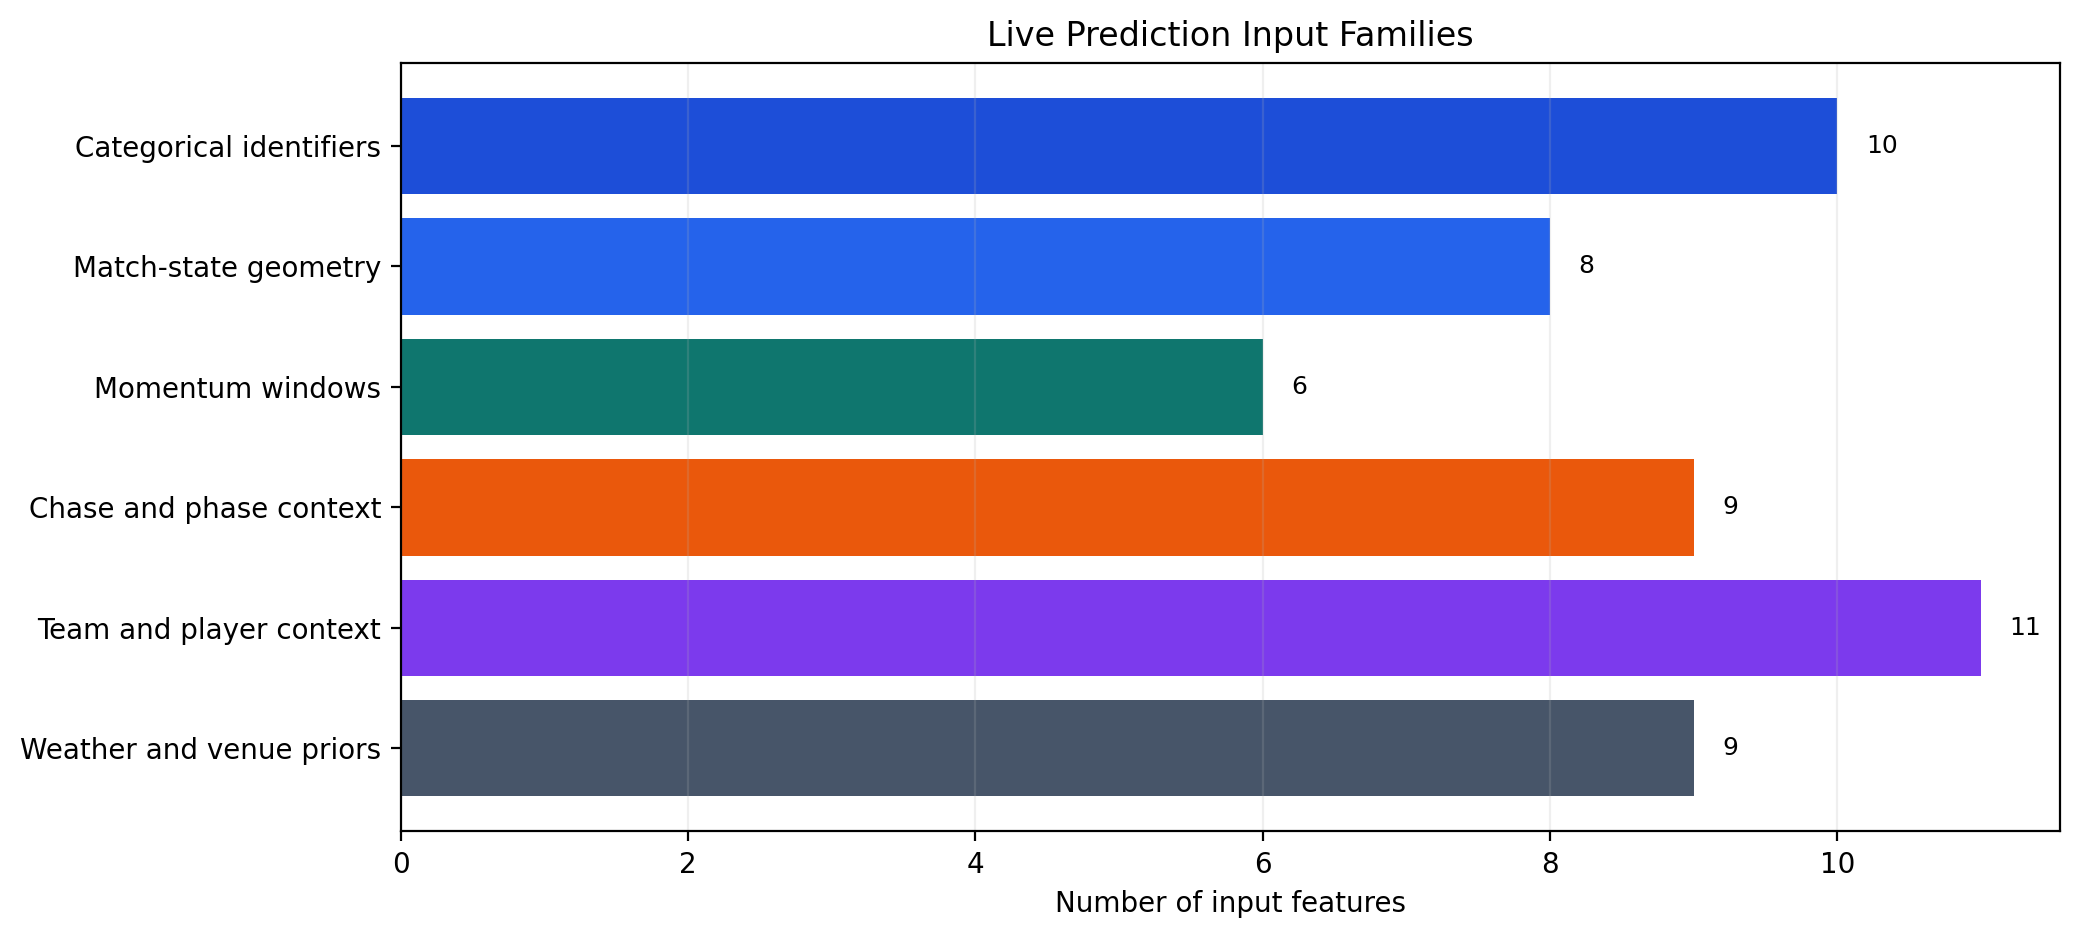 Live Prediction Input Families
Categorical identifiers
10
Match-state geometry
8
Momentum windows
6
Chase and phase context
9
Team and player context
11
Weather and venue priors
9
0 2 4 6 8 10
Number of input features